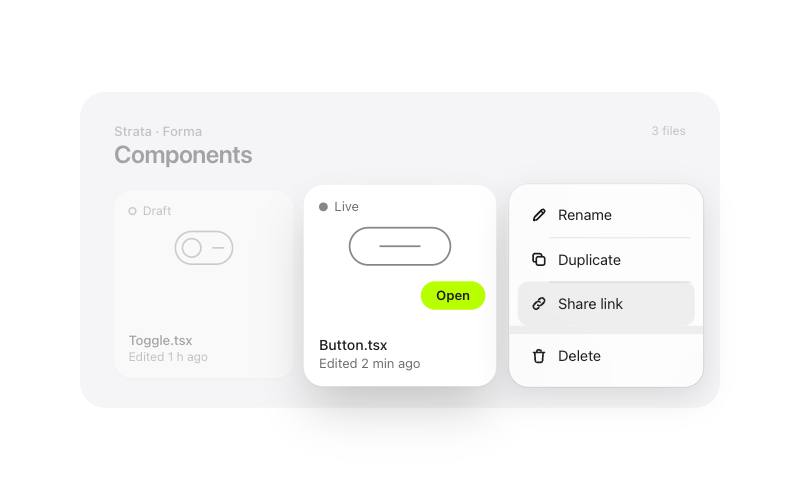 Strata · Forma
3 files
Components
Draft
Toggle.tsx
Edited 1 h ago
Live
Open
Button.tsx
Edited 2 min ago
Rename
Duplicate
Share link
Delete